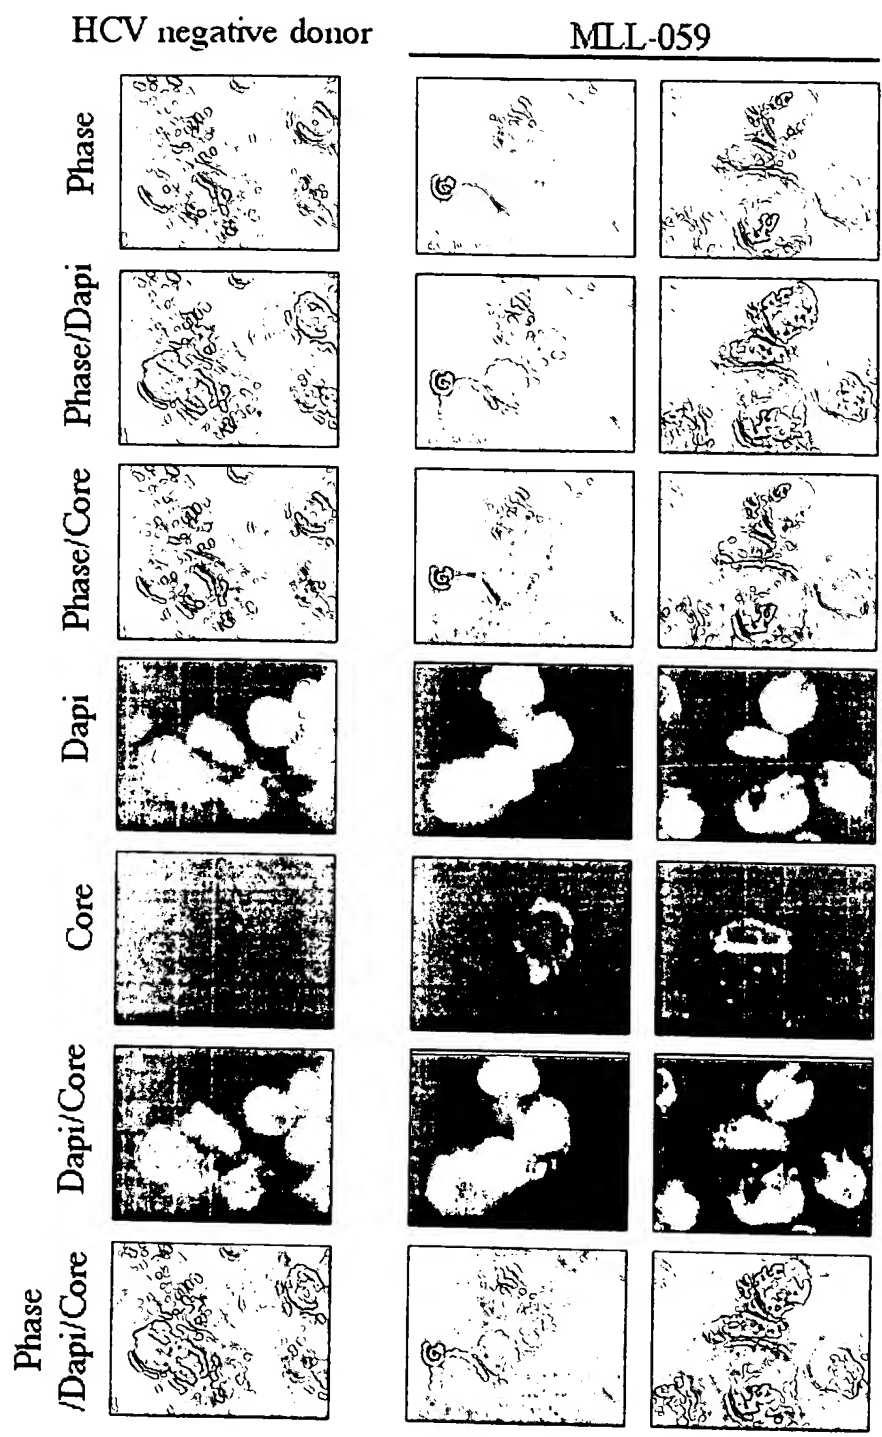 HCV negative donor
MLL-059
Phase
Phase/Dapi
Phase/Core
Dapi
Core
Dapi/Core
Phase
/Dapi/Core